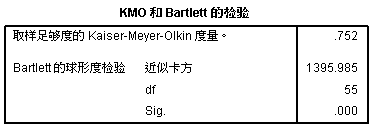 KMO 和 Bartlett 的检验
取样足够度的 Kaiser-Meyer-Olkin 度量。 .752
Bartlett 的球形度检验 近似卡方 1395.985
df 55
Sig. .000